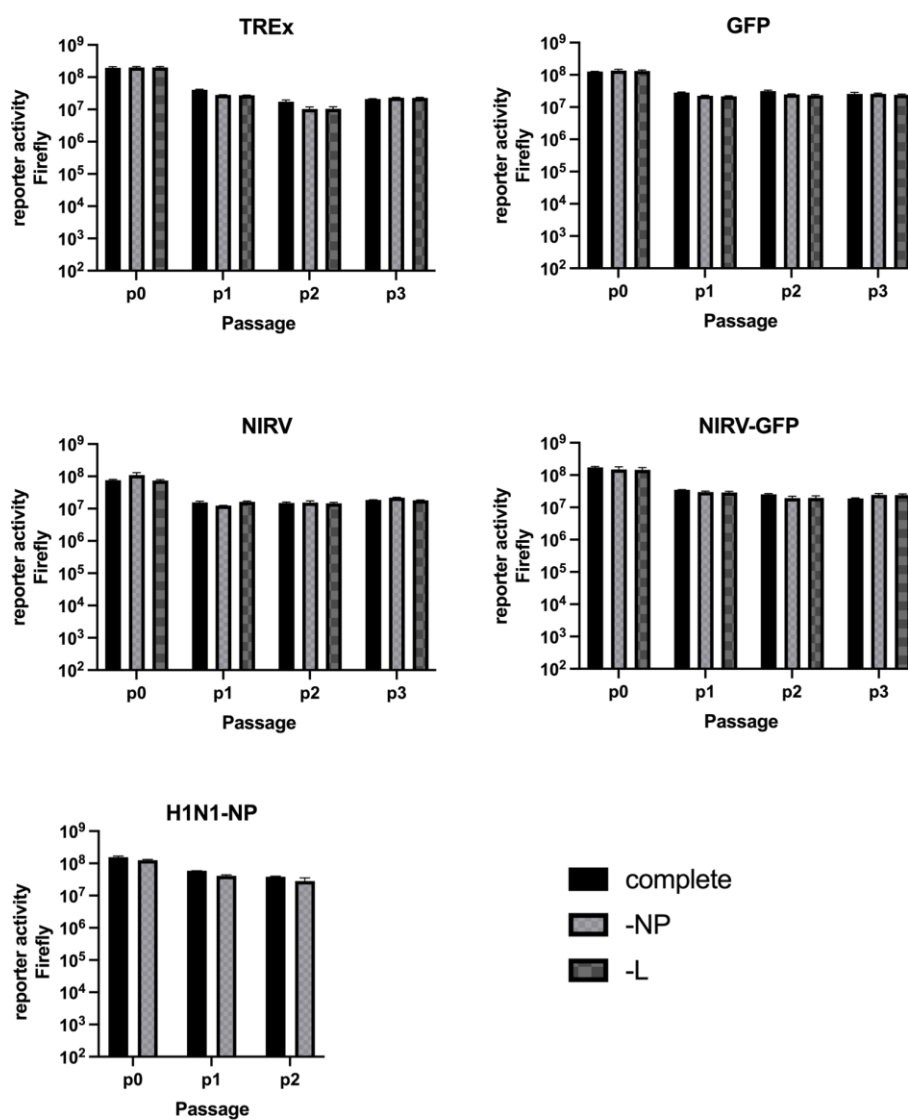 TREx
reporter activity
Firefly
10⁹
10⁸
10⁷
10⁶
10⁵
10⁴
10³
10²
p0 p1 p2 p3
Passage
GFP
reporter activity
Firefly
10⁹
10⁸
10⁷
10⁶
10⁵
10⁴
10³
10²
p0 p1 p2 p3
Passage
NIRV
reporter activity
Firefly
10⁹
10⁸
10⁷
10⁶
10⁵
10⁴
10³
10²
p0 p1 p2 p3
Passage
NIRV-GFP
reporter activity
Firefly
10⁹
10⁸
10⁷
10⁶
10⁵
10⁴
10³
10²
p0 p1 p2 p3
Passage
H1N1-NP
reporter activity
Firefly
10⁹
10⁸
10⁷
10⁶
10⁵
10⁴
10³
10²
p0 p1 p2
Passage
complete
-NP
-L